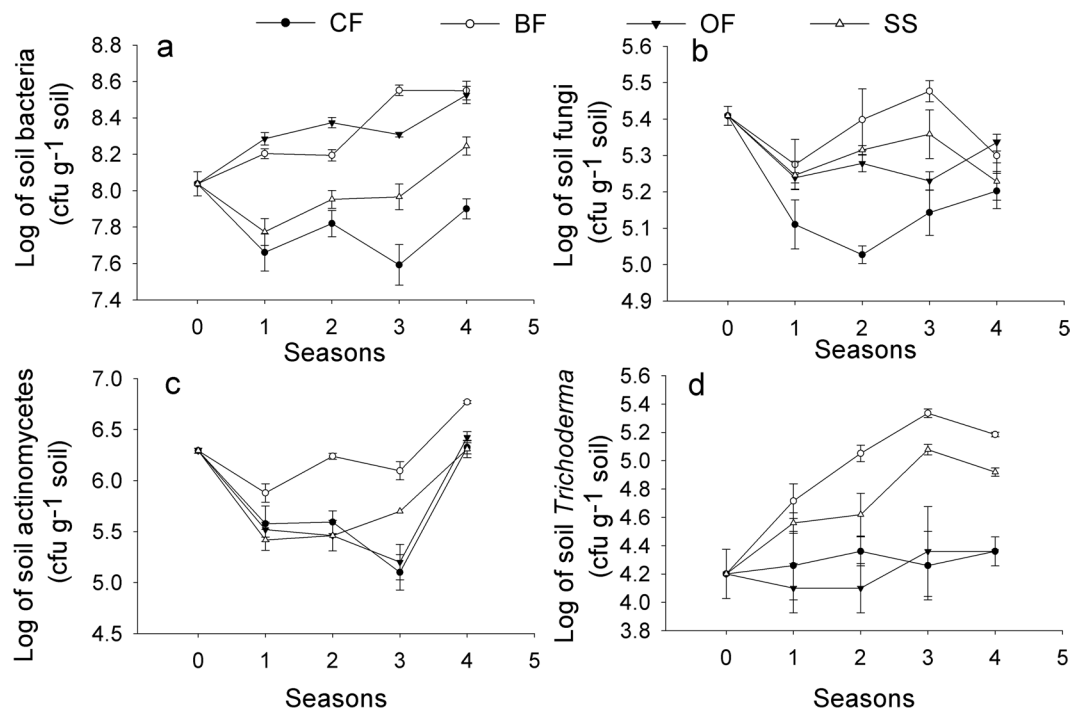 CF BF OF SS
a
Log of soil bacteria
(cfu g⁻¹ soil)
8.8
8.6
8.4
8.2
8.0
7.8
7.6
7.4
0 1 2 3 4 5
Seasons
b
Log of soil fungi
(cfu g⁻¹ soil)
5.6
5.5
5.4
5.3
5.2
5.1
5.0
4.9
0 1 2 3 4 5
Seasons
c
Log of soil actinomycetes
(cfu g⁻¹ soil)
7.0
6.5
6.0
5.5
5.0
4.5
0 1 2 3 4 5
Seasons
d
Log of soil Trichoderma
(cfu g⁻¹ soil)
5.6
5.4
5.2
5.0
4.8
4.6
4.4
4.2
4.0
3.8
0 1 2 3 4 5
Seasons